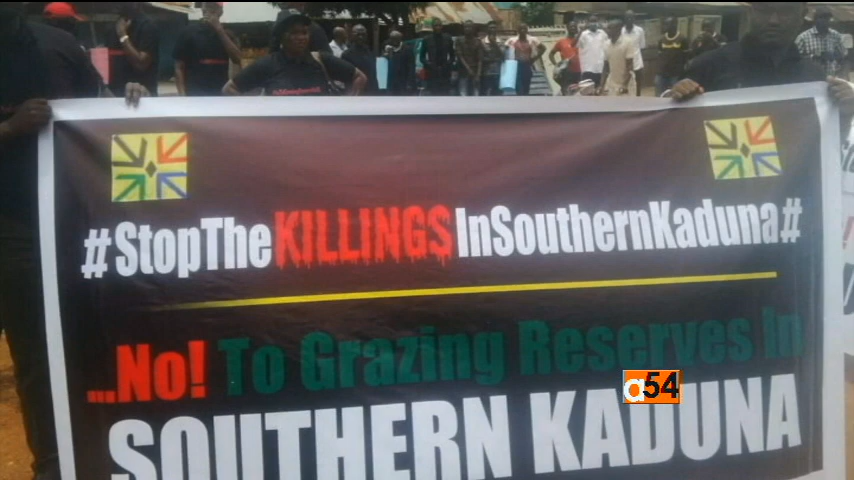 #StopTheKILLINGSInSouthernKaduna#
...No! To Grazing Reserves In
SOUTHERN KADUNA
a54